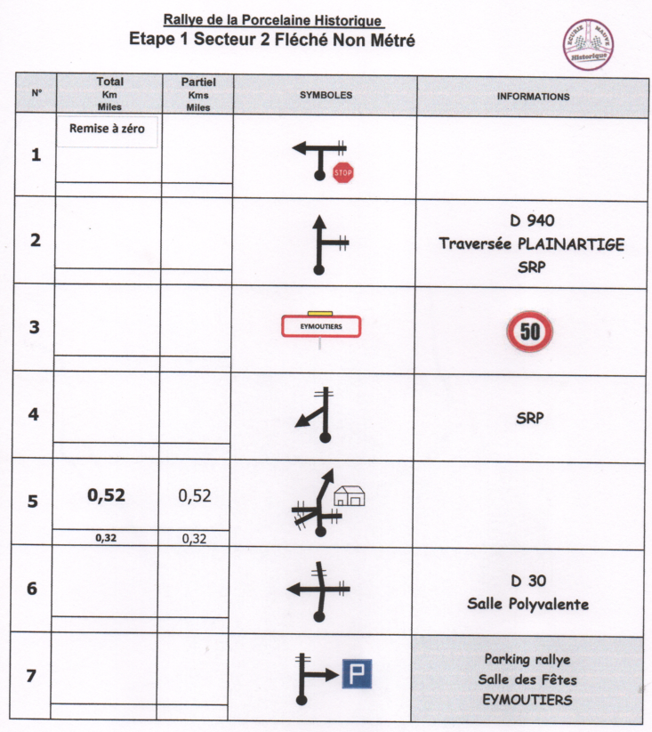 Rallye de la Porcelaine Historique
Etape 1 Secteur 2 Fléché Non Métré
ECURIE MAUVE
Historique
N° Total Km Miles Partiel Kms Miles SYMBOLES INFORMATIONS
Remise à zéro
1
STOP
2
D 940
Traversée PLAINARTIGE
SRP
3
EYMOUTIERS
50
4
SRP
5
0,52 0,52
0,32 0,32
6
D 30
Salle Polyvalente
7
P
Parking rallye
Salle des Fêtes
EYMOUTIERS